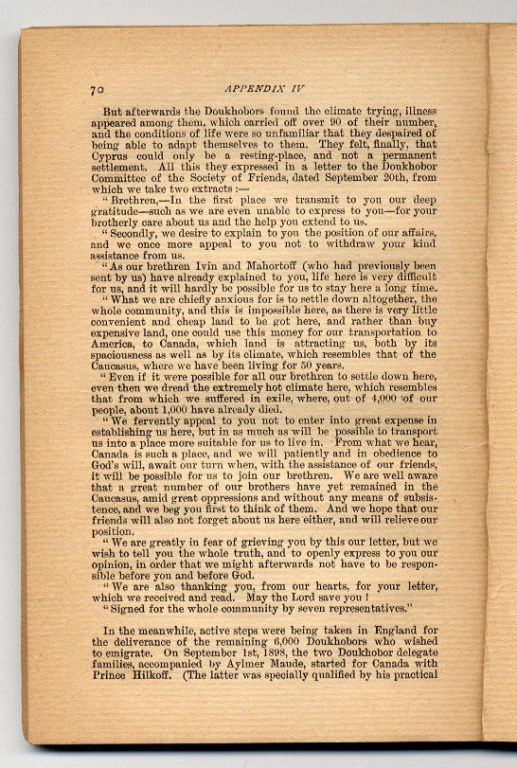 70 APPENDIX IV
But afterwards the Doukhobors found the climate trying, illness
appeared among them, which carried off over 90 of their number,
and the conditions of life were so unfamiliar that they despaired of
being able to adapt themselves to them. They felt, finally, that
Cyprus could only be a resting-place, and not a permanent
settlement. All this they expressed in a letter to the Doukhobor
Committee of the Society of Friends, dated September 20th, from
which we take two extracts :—
“ Brethren,—In the first place we transmit to you our deep
gratitude—such as we are even unable to express to you—for your
brotherly care about us and the help you extend to us.
“ Secondly, we desire to explain to you the position of our affairs,
and we once more appeal to you not to withdraw your kind
assistance from us.
“ As our brethren Ivin and Mahortoff (who had previously been
sent by us) have already explained to you, life here is very difficult
for us, and it will hardly be possible for us to stay here a long time.
“ What we are chiefly anxious for is to settle down altogether, the
whole community, and this is impossible here, as there is very little
convenient and cheap land to be got here, and rather than buy
expensive land, one could use this money for our transportation to
America, to Canada, which land is attracting us, both by its
spaciousness as well as by its climate, which resembles that of the
Caucasus, where we have been living for 50 years.
“ Even if it were possible for all our brethren to settle down here,
even then we dread the extremely hot climate here, which resembles
that from which we suffered in exile, where, out of 4,000 of our
people, about 1,000 have already died.
“ We fervently appeal to you not to enter into great expense in
establishing us here, but in as much as will be possible to transport
us into a place more suitable for us to live in. From what we hear,
Canada is such a place, and we will patiently and in obedience to
God's will, await our turn when, with the assistance of our friends,
it will be possible for us to join our brethren. We are well aware
that a great number of our brothers have yet remained in the
Caucasus, amid great oppressions and without any means of subsis-
tence, and we beg you first to think of them. And we hope that our
friends will also not forget about us here either, and will relieve our
position.
“ We are greatly in fear of grieving you by this our letter, but we
wish to tell you the whole truth, and to openly express to you our
opinion, in order that we might afterwards not have to be respon-
sible before you and before God.
“ We are also thanking you, from our hearts, for your letter,
which we received and read. May the Lord save you !
“ Signed for the whole community by seven representatives.”
In the meanwhile, active steps were being taken in England for
the deliverance of the remaining 6,000 Doukhobors who wished
to emigrate. On September 1st, 1898, the two Doukhobor delegate
families, accompanied by Aylmer Maude, started for Canada with
Prince Hilkoff. (The latter was specially qualified by his practical